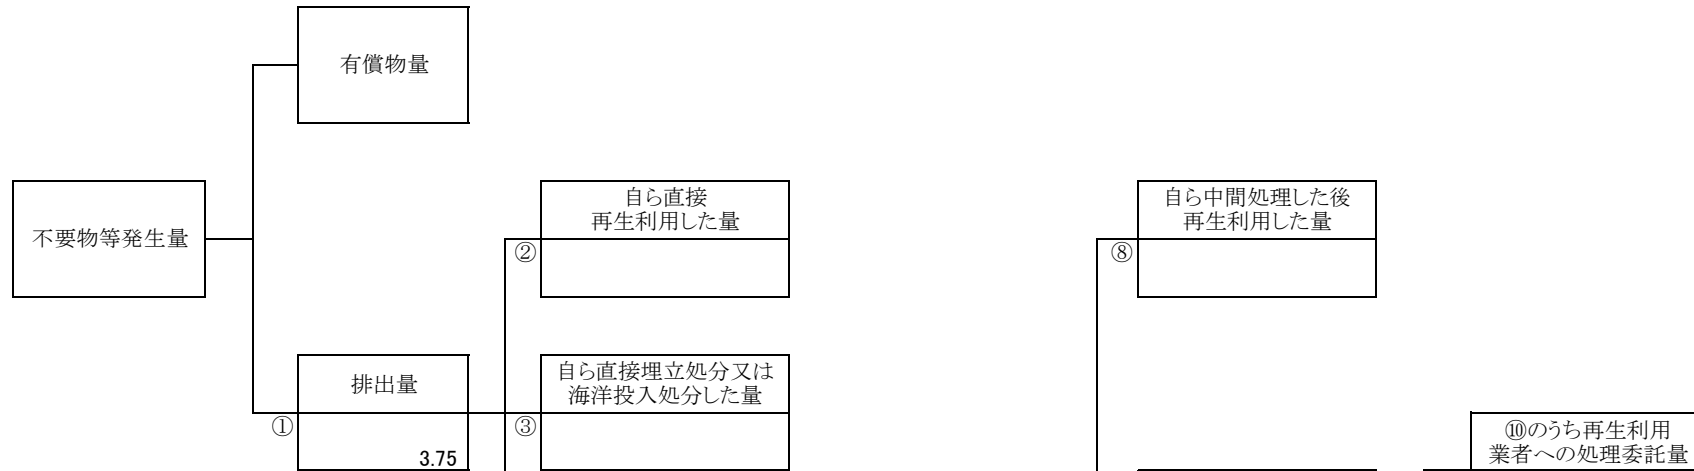 有償物量
不要物等発生量
自ら直接
再生利用した量
②
自ら中間処理した後
再生利用した量
⑧
排出量
①
3.75
自ら直接埋立処分又は
海洋投入処分した量
③
⑩のうち再生利用
業者への処理委託量